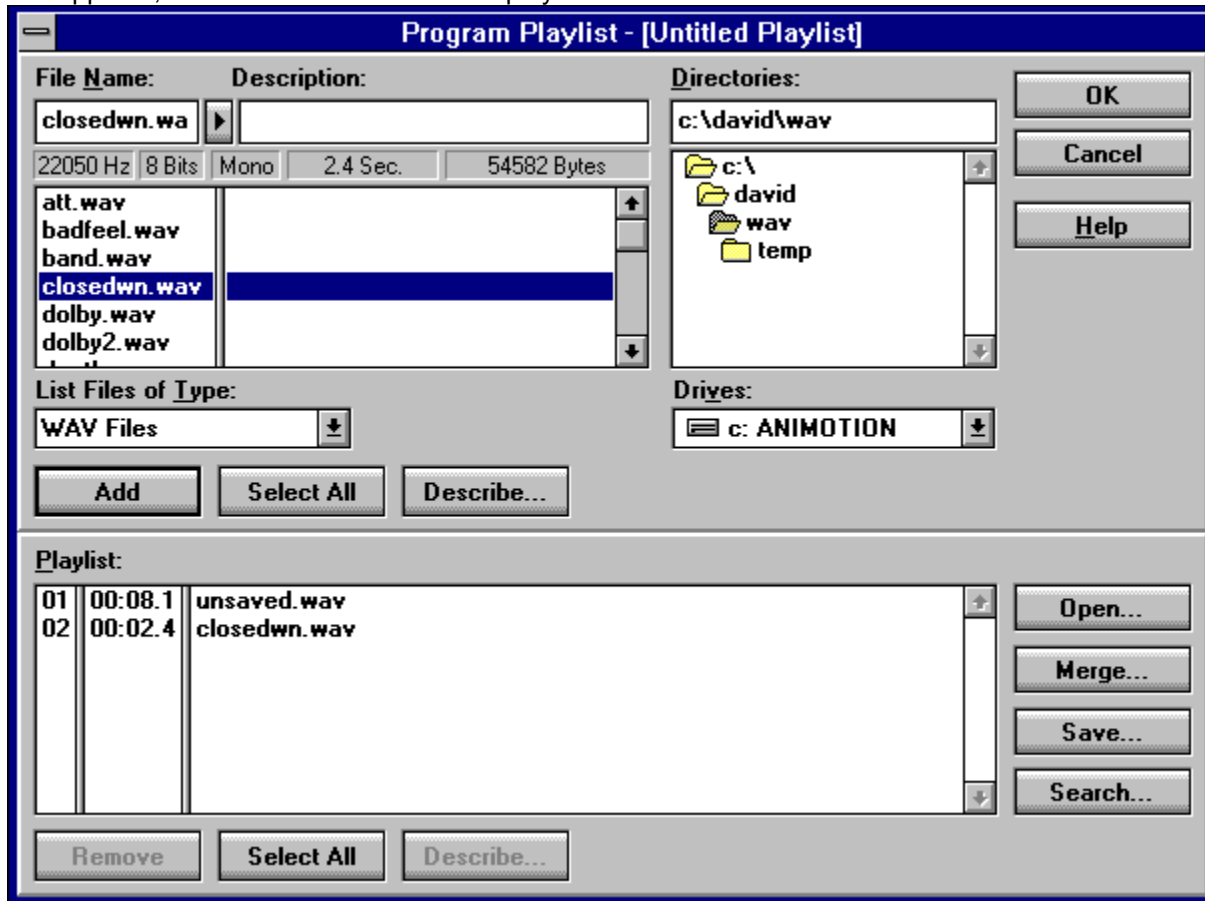 Program Playlist - [Untitled Playlist]
File Name: Description:
closedwn.wa
22050 Hz 8 Bits Mono 2.4 Sec. 54582 Bytes
att.wav
badfeel.wav
band.wav
closedwn.wav
dolby.wav
dolby2.wav
List Files of Type:
WAV Files
Directories:
c:\david\wav
c:\
david
wav
temp
Drives:
c: ANIMOTION
OK
Cancel
Help
Add Select All Describe...
Playlist:
01 00:08.1 unsaved.wav
02 00:02.4 closedwn.wav
Open...
Merge...
Save...
Search...
Remove Select All Describe...